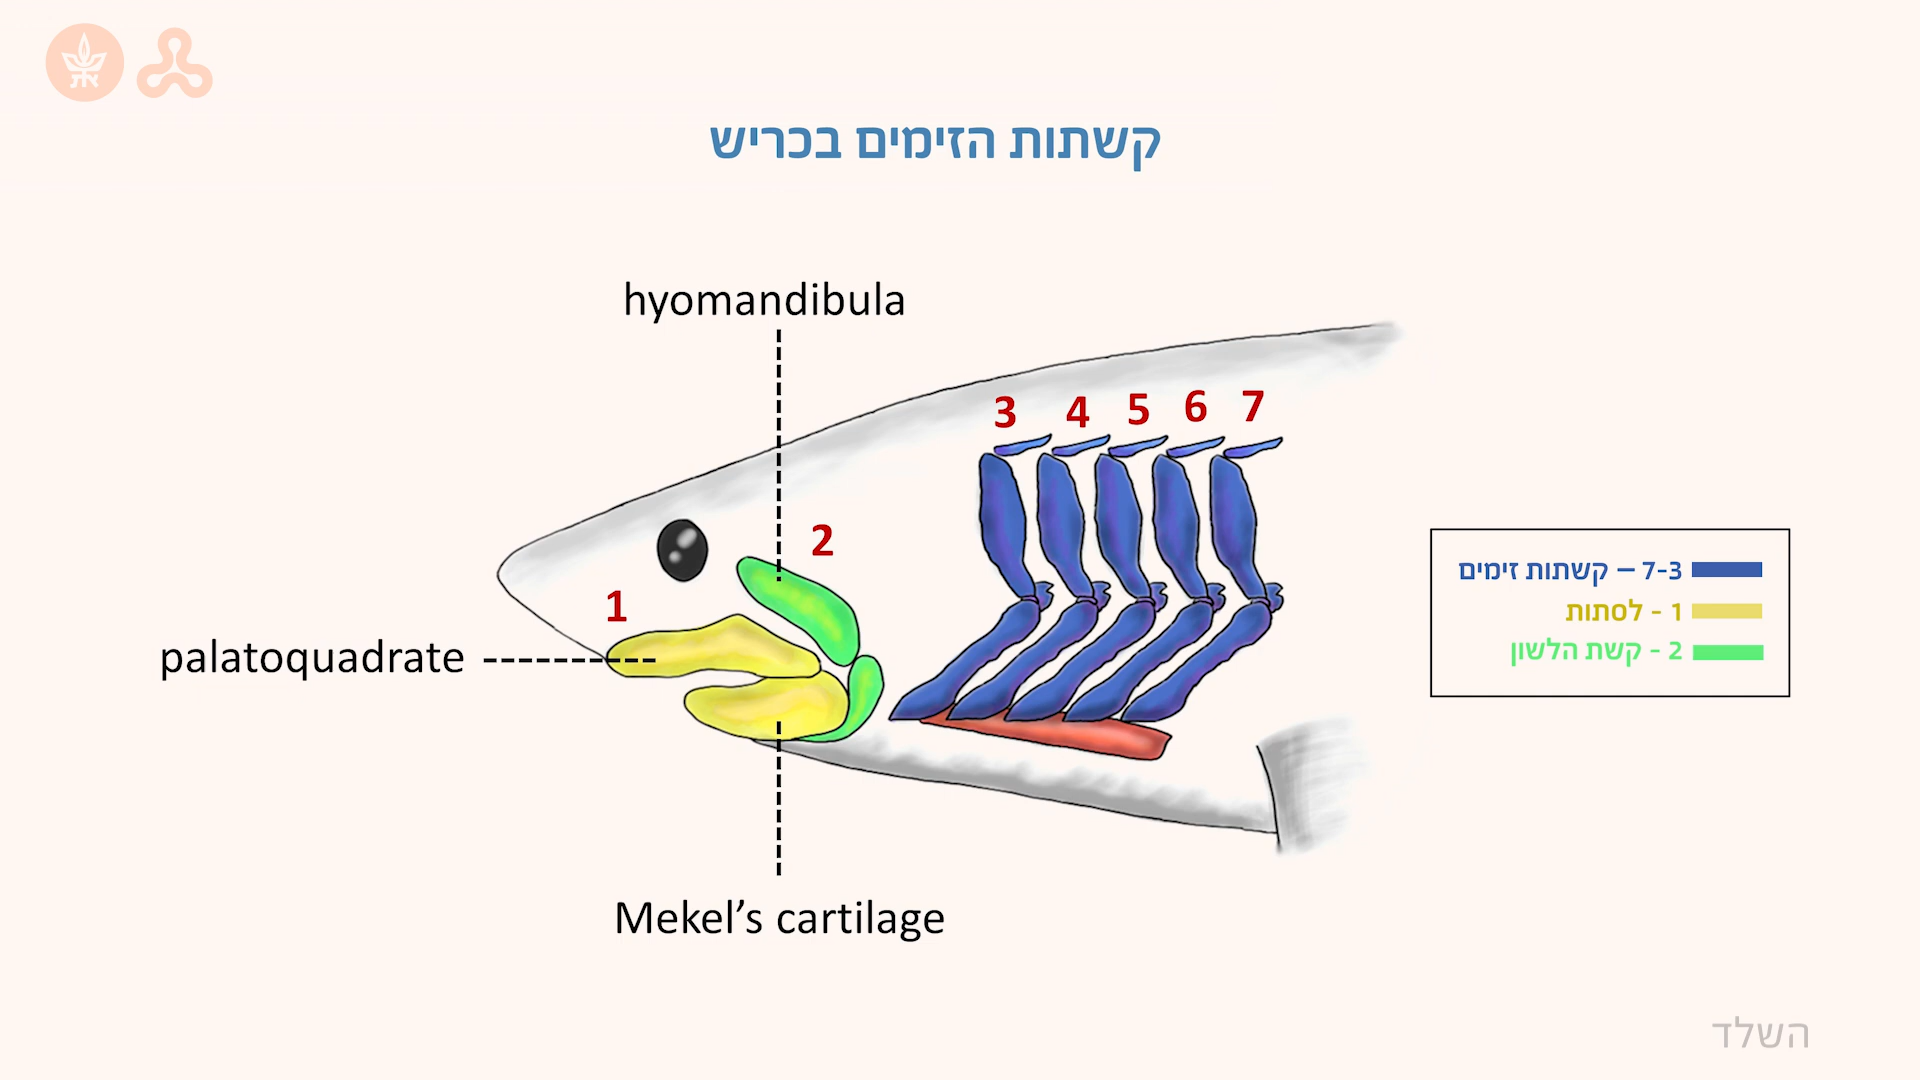 את
קשתות הזימים בכריש
hyomandibula
3 4 5 6 7
2
1
palatoquadrate
Mekel’s cartilage
7-3 – קשתות זימים
1 - לסתות
2 - קשת הלשון
השלד